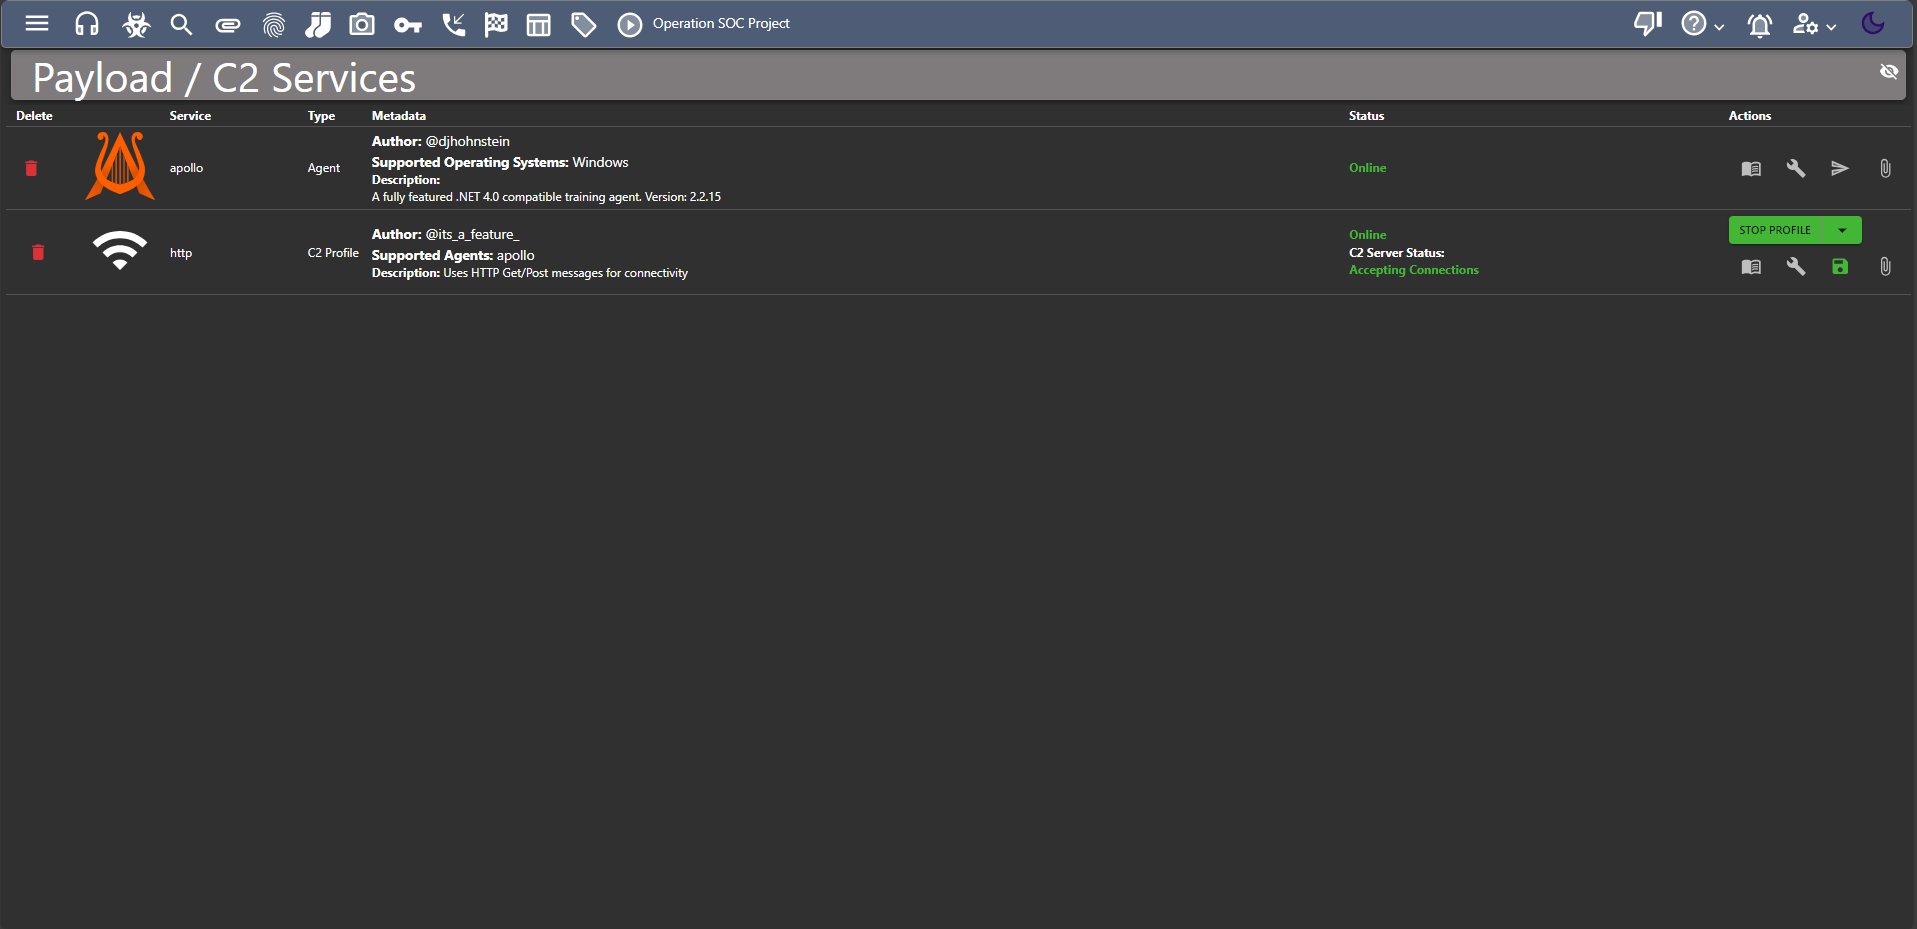 Operation SOC Project
Payload / C2 Services
Delete Service Type Metadata Status Actions
Author: @djhohnstein
Supported Operating Systems: Windows
apollo Agent Online
Description:
A fully featured .NET 4.0 compatible training agent. Version: 2.2.15
Author: @its_a_feature_
Online
STOP PROFILE
http C2 Profile
Supported Agents: apollo
C2 Server Status:
Description: Uses HTTP Get/Post messages for connectivity
Accepting Connections